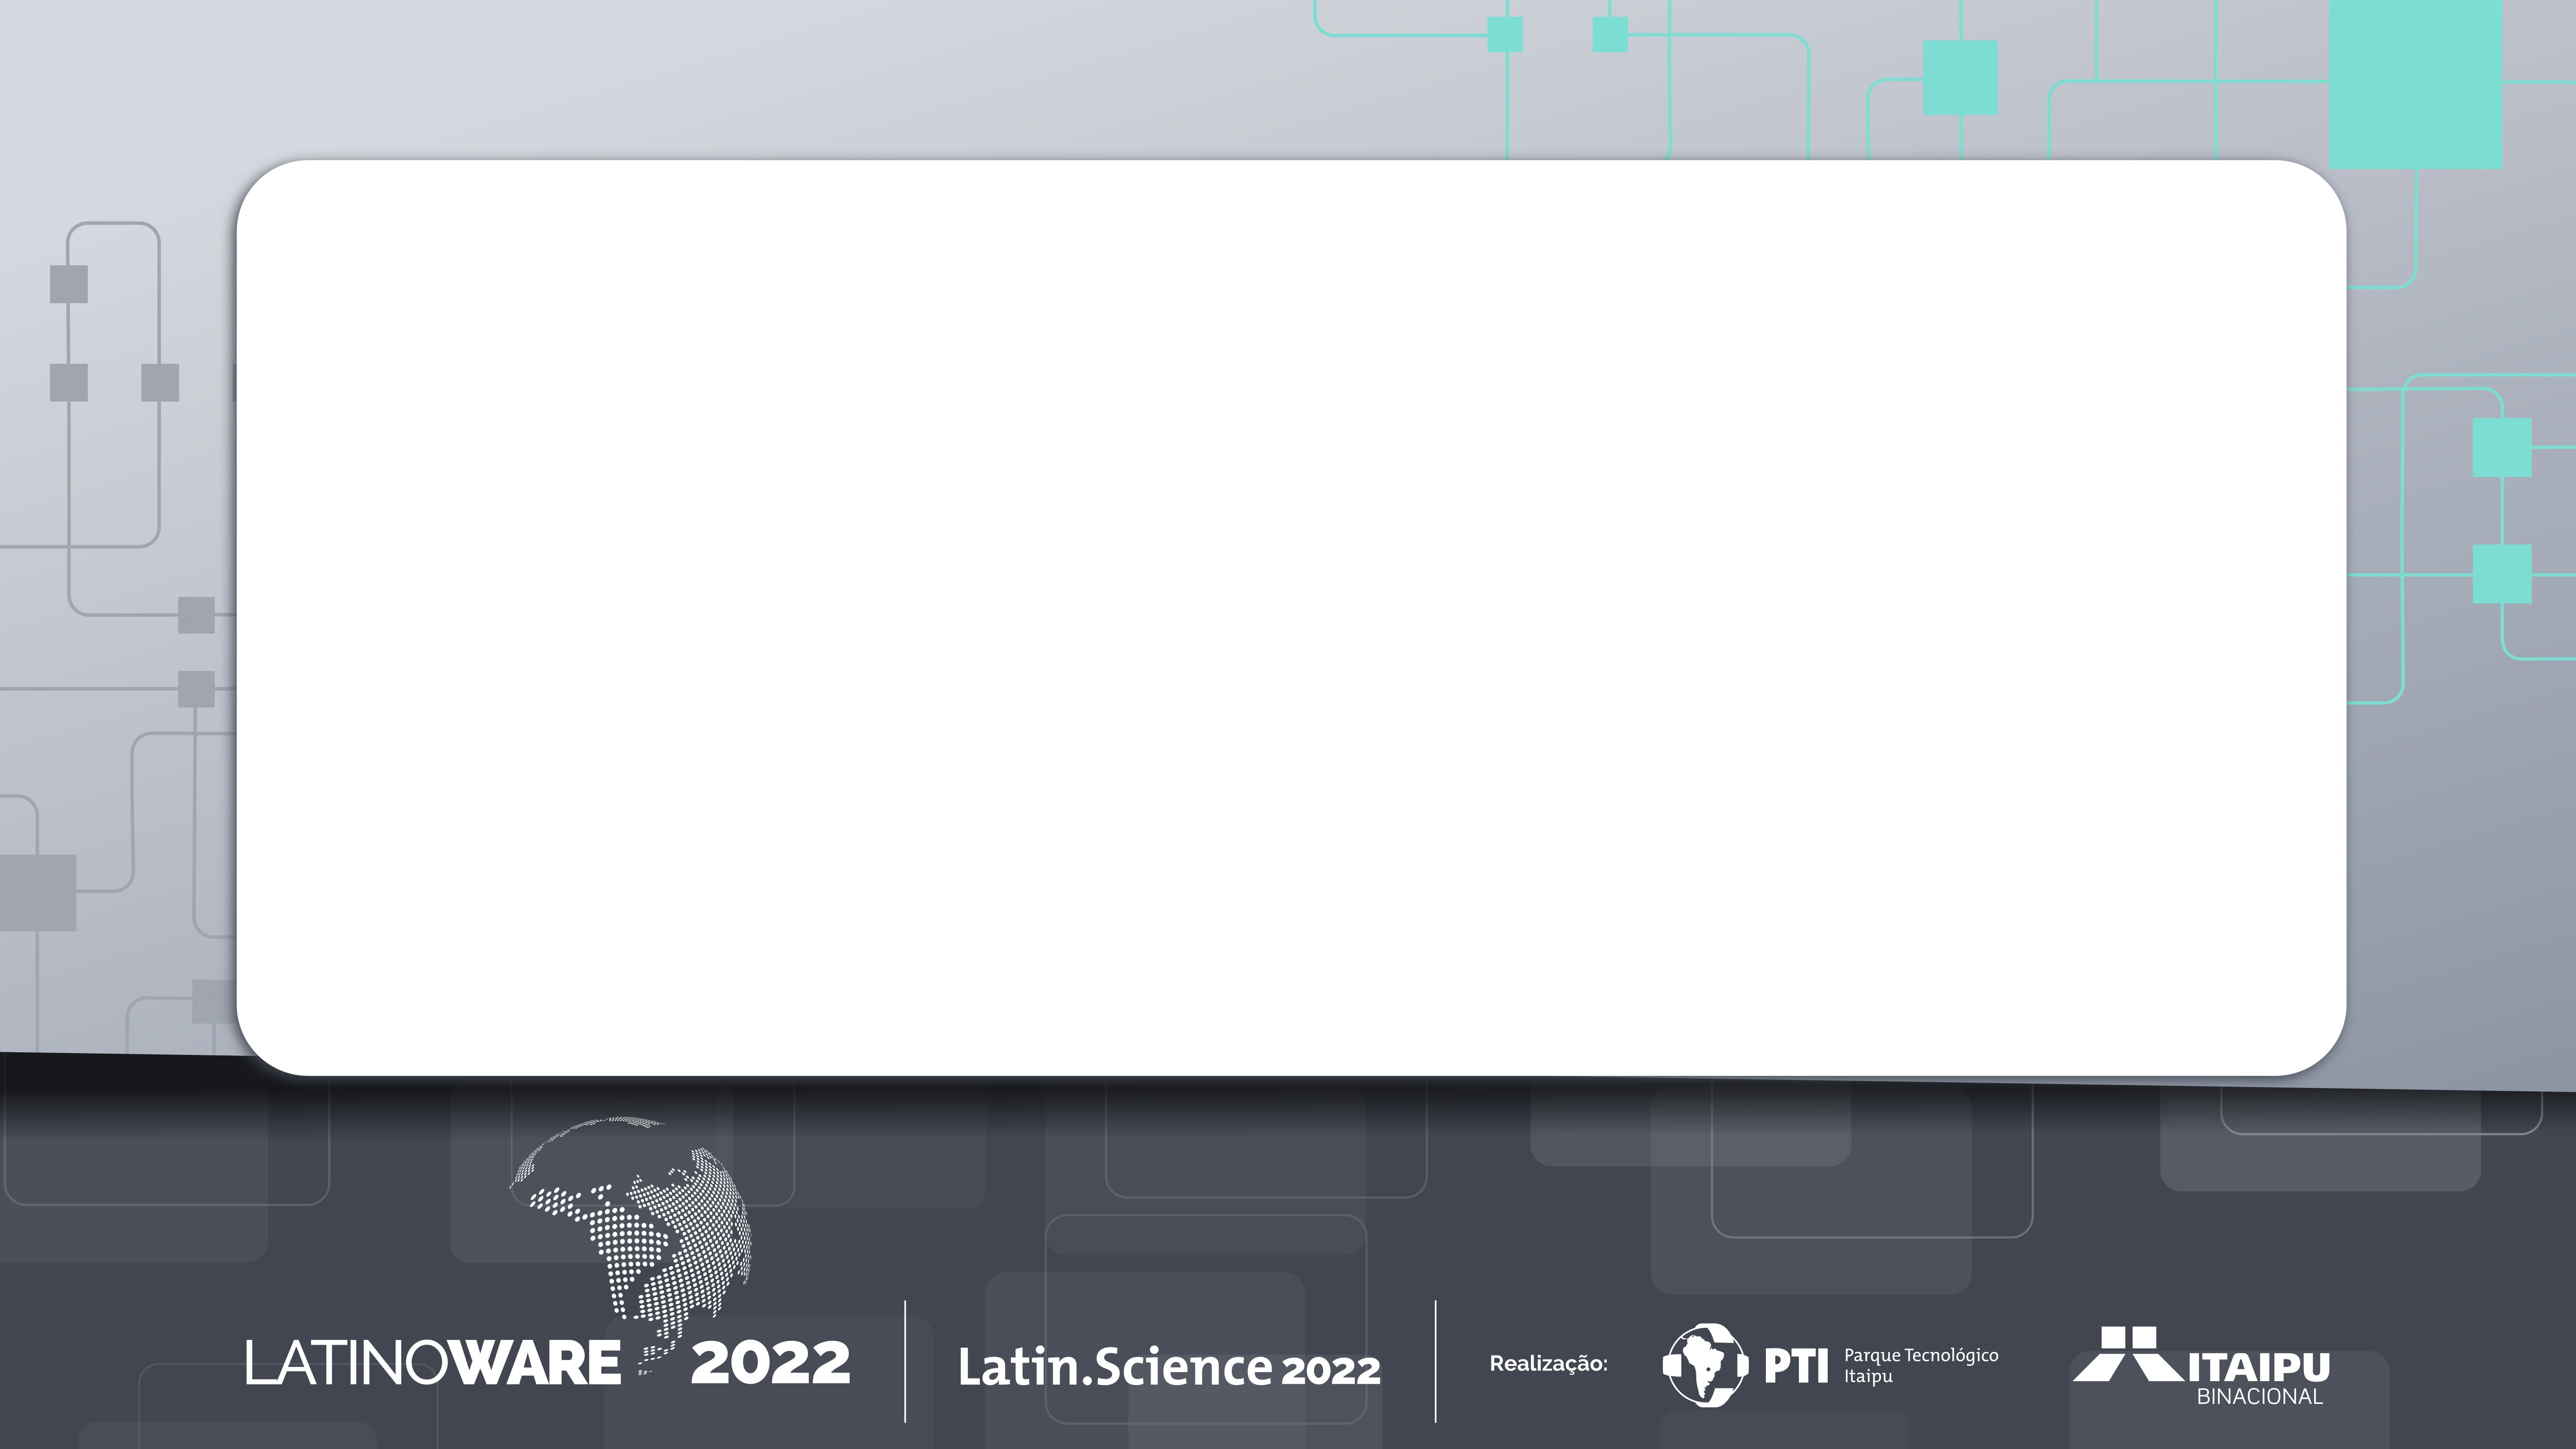 LATINOWARE 2022
Latin.Science 2022
Realização:
PTI
Parque Tecnológico
Itaipu
ITAIPU
BINACIONAL